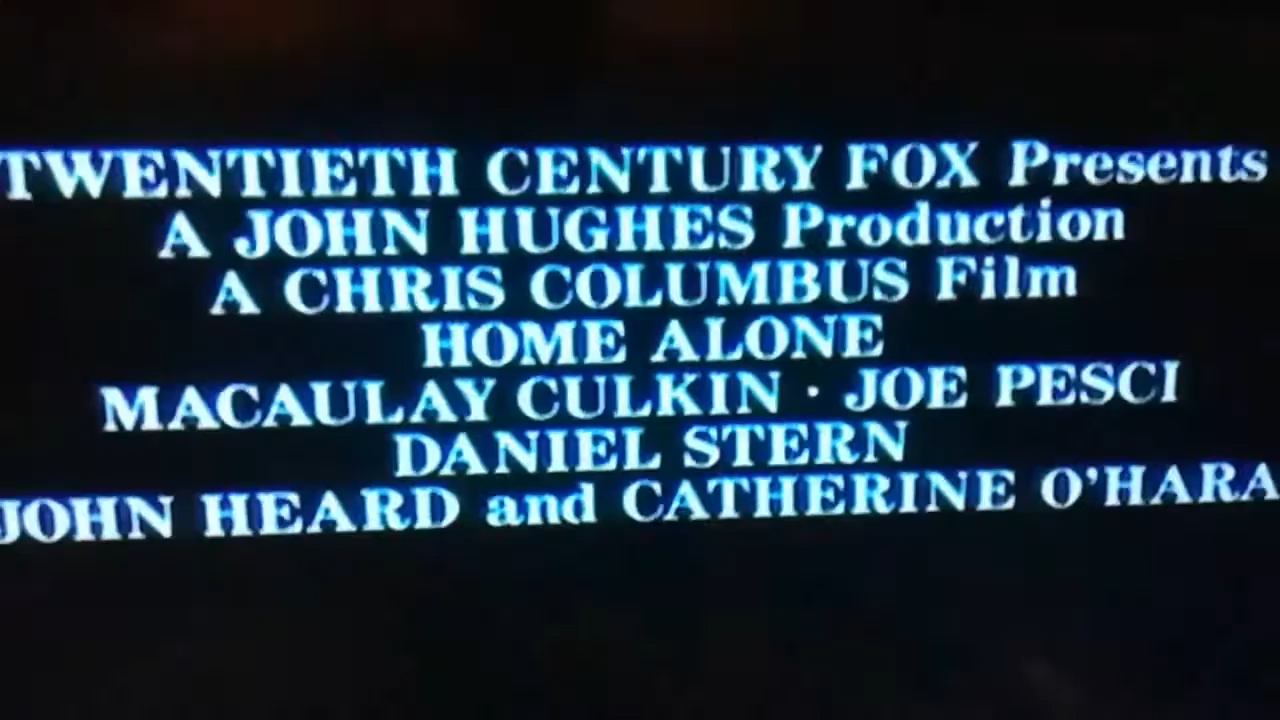 TWENTIETH CENTURY FOX Presents
A JOHN HUGHES Production
A CHRIS COLUMBUS Film
HOME ALONE
MACAULAY CULKIN · JOE PESCI
DANIEL STERN
JOHN HEARD and CATHERINE O'HARA